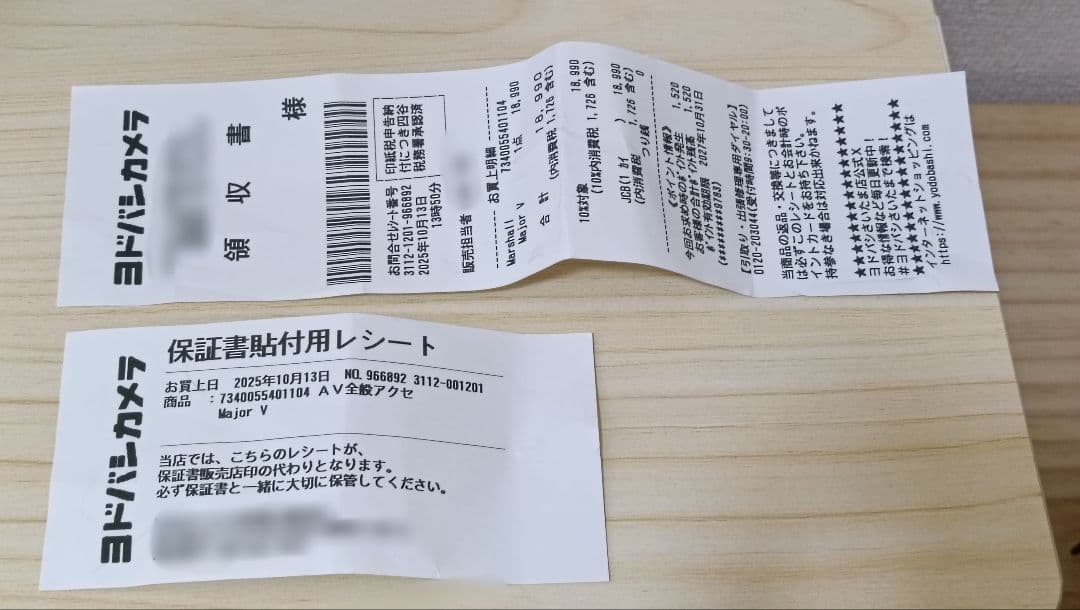 ヨドバシカメラ
領収書
様
お問合せレシート番号
3112-1201-966892
2025年10月13日
13時50分
印紙税申告納
付につき四谷
税務署承認済
販売担当者
お買上明細
7340055401104
Marshall
Major V 1点 18,990
合計 18,990
(内消費税 1,726 含む)
10%対象 18,990
(10%内消費税 1,726 含む)
JCB(1 ｶｲ ) 18,990
(内消費税 1,726 含む)
つり銭 0
《ポイント情報》
今回お求め時のﾎﾟｲﾝﾄ発生 1,520
お客様の合計ﾎﾟｲﾝﾄ残高 1,520
ﾎﾟｲﾝﾄ有効期限 2027年10月31日
(************9783)
【引取り・出張修理専用ダイヤル】
0120-203044(受付時間9:30-20:00)
当商品の返品・交換等につきまして
は必ずこのレシートとお会計時のポ
イントカードをお持ち下さい。
持参なき場合は対応出来かねます。
★★★★★★★★★★★★★★★★★
ヨドバシさいたま店公式X
お得な情報など毎日更新中!
#ヨドバシさいたまで検索!
★★★★★★★★★★★★★★★★★
インターネットショッピングは
https://www.yodobashi.com
ヨドバシカメラ
保証書貼付用レシート
お買上日 2025年10月13日 NO. 966892 3112-001201
商品 :7340055401104 AV全般アクセ
Major V
当店では、こちらのレシートが、
保証書販売店印の代わりとなります。
必ず保証書と一緒に大切に保管してください。